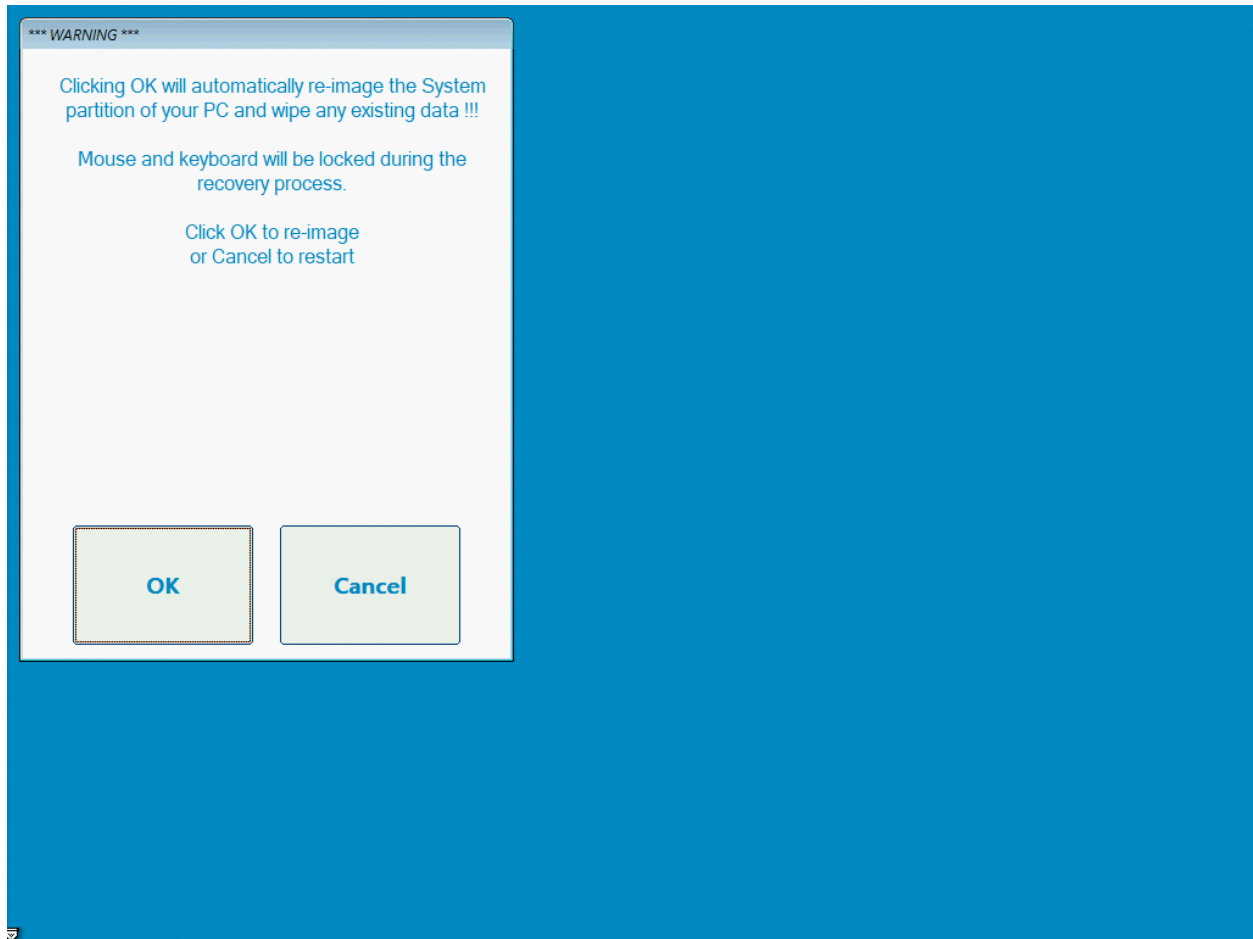 *** WARNING ***
Clicking OK will automatically re-image the System
partition of your PC and wipe any existing data !!!
Mouse and keyboard will be locked during the
recovery process.
Click OK to re-image
or Cancel to restart
OK
Cancel